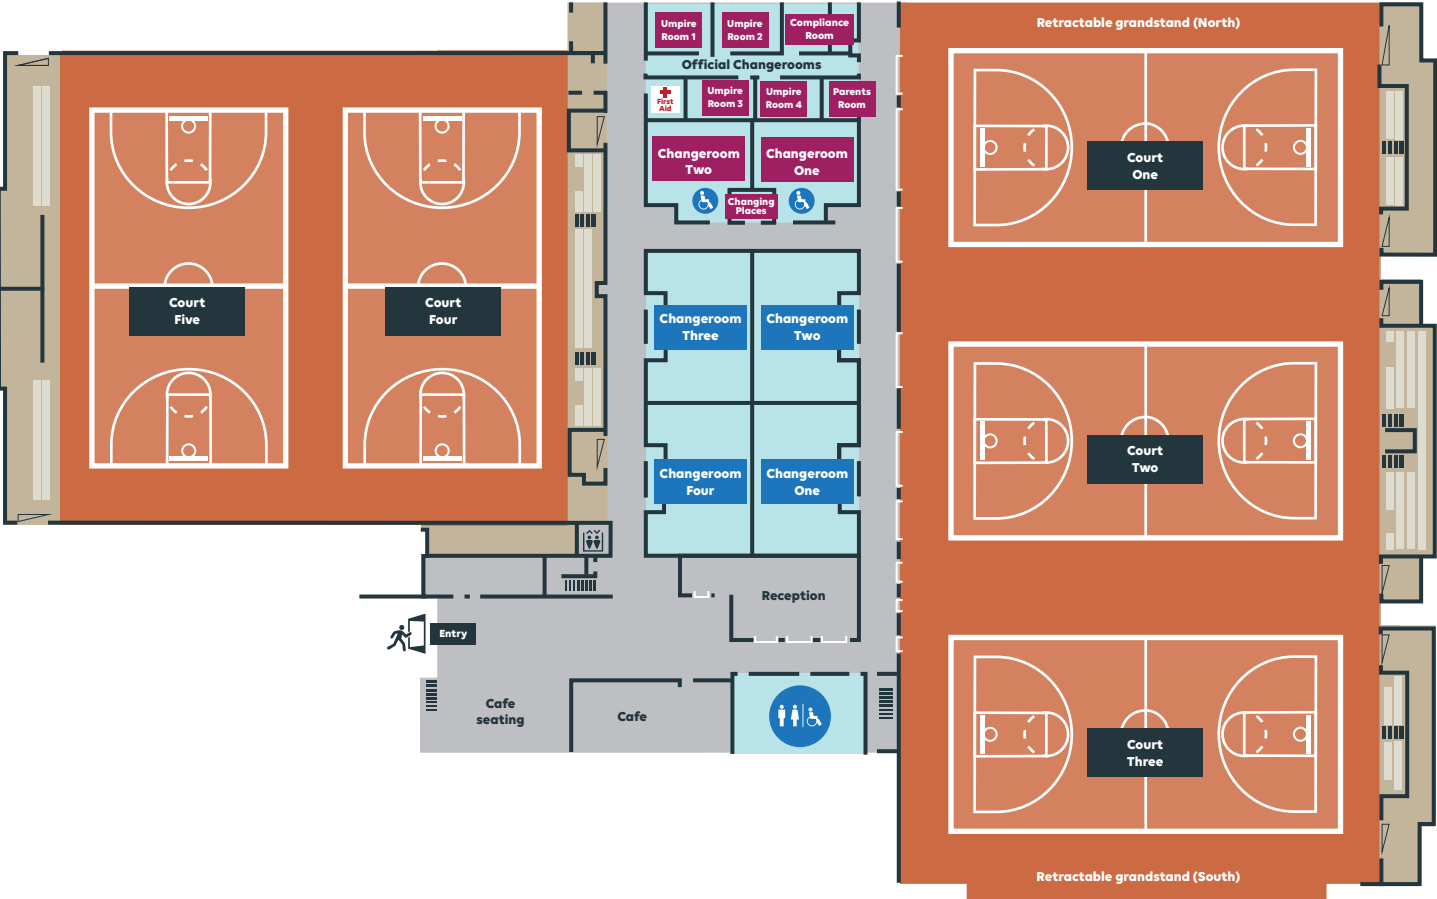 Umpire
Room 1
Umpire
Room 2
Compliance
Room
Retractable grandstand (North)
Official Changerooms
First
Aid
Umpire
Room 3
Umpire
Room 4
Parents
Room
Changeroom
Two
Changeroom
One
Changing
Places
Court
One
Court
Five
Court
Four
Changeroom
Three
Changeroom
Two
Court
Two
Changeroom
Four
Changeroom
One
Reception
Entry
Cafe
seating
Cafe
Court
Three
Retractable grandstand (South)